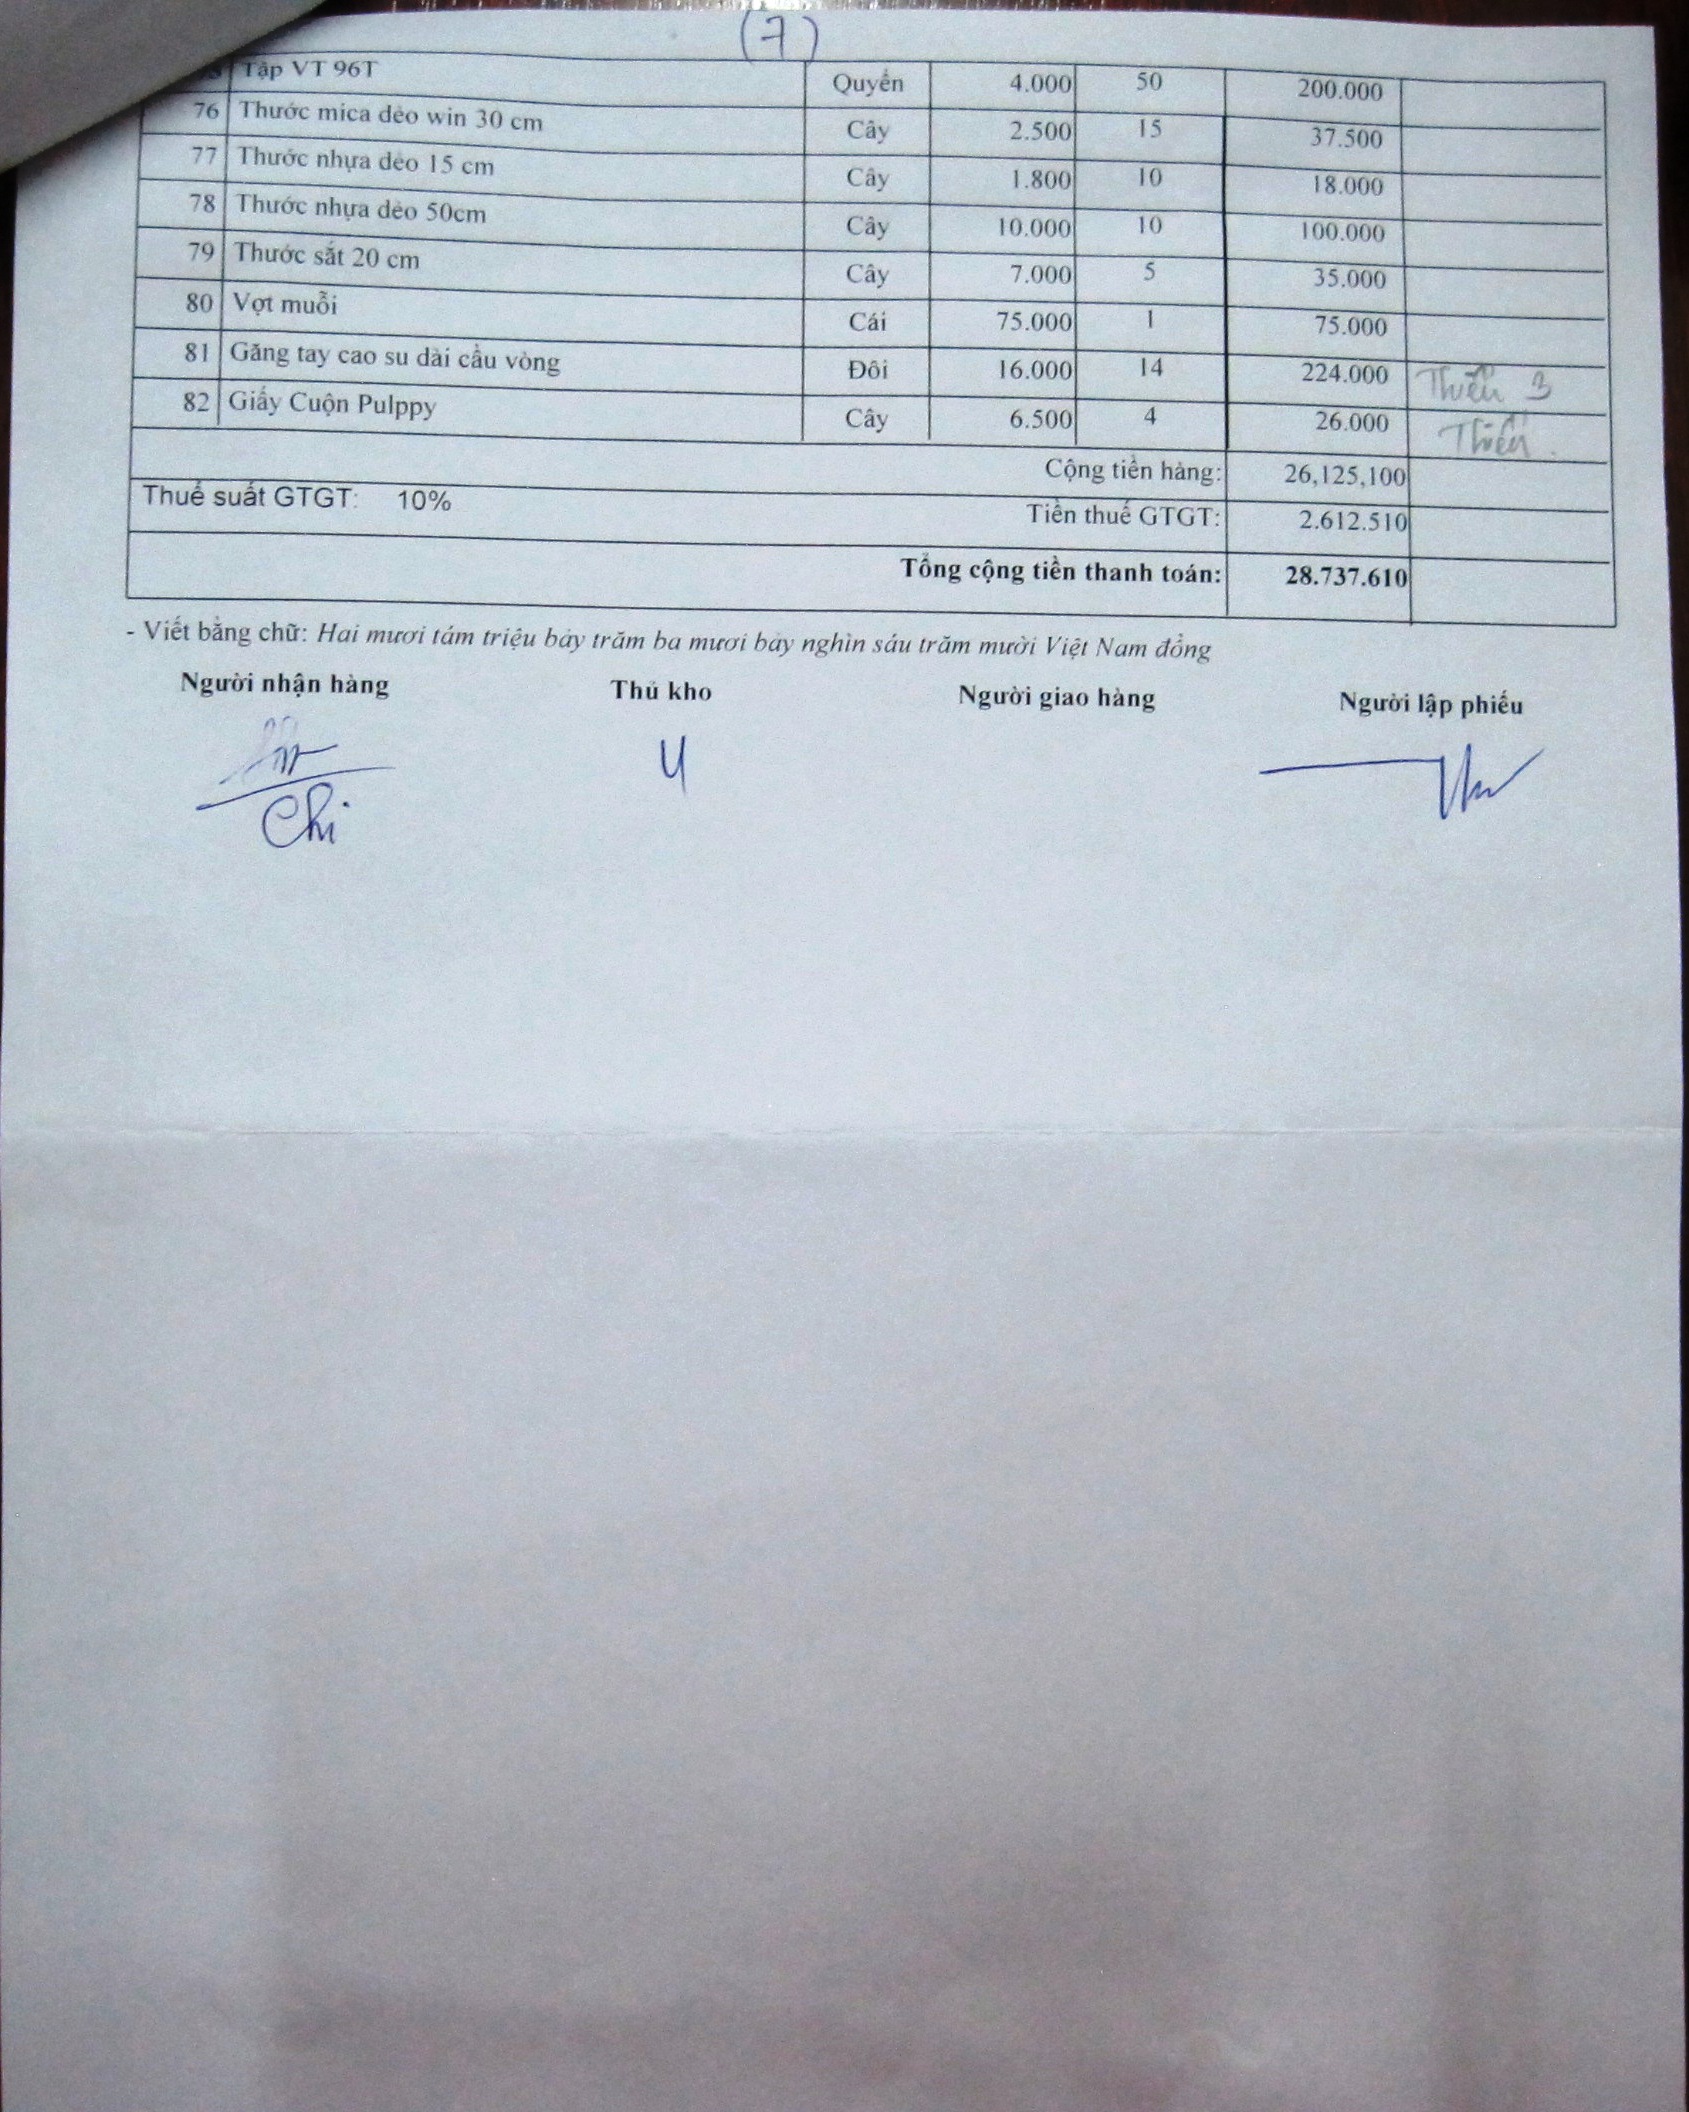 (7)
Tập VT 96T Quyển 4.000 50 200.000
76 Thước mica dẻo win 30 cm Cây 2.500 15 37.500
77 Thước nhựa dẻo 15 cm Cây 1.800 10 18.000
78 Thước nhựa dẻo 50cm Cây 10.000 10 100.000
79 Thước sắt 20 cm Cây 7.000 5 35.000
80 Vợt muỗi Cái 75.000 1 75.000
81 Găng tay cao su dài cầu vòng Đôi 16.000 14 224.000 Thiếu 3
82 Giấy Cuộn Pulppy Cây 6.500 4 26.000 Thiếu
Cộng tiền hàng: 26,125,100
Thuế suất GTGT: 10% Tiền thuế GTGT: 2.612.510
Tổng cộng tiền thanh toán: 28.737.610
- Viết bằng chữ: Hai mươi tám triệu bảy trăm ba mươi bảy nghìn sáu trăm mười Việt Nam đồng
Người nhận hàng Thủ kho Người giao hàng Người lập phiếu
Chi